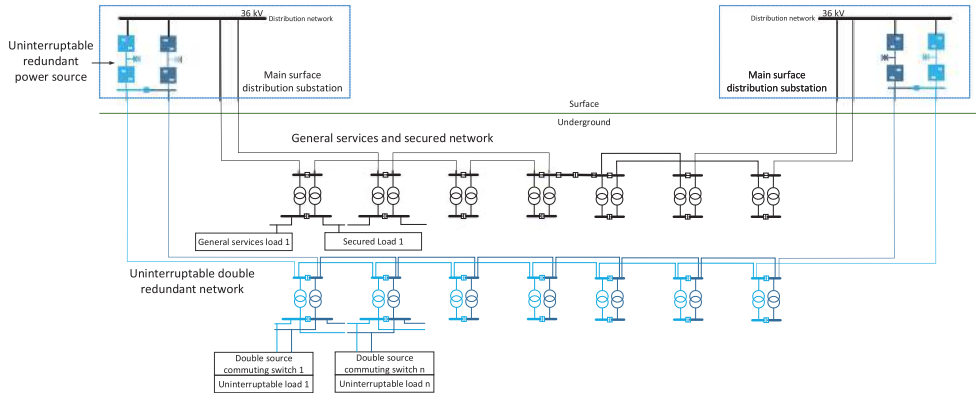 36 kV
Distribution network
Uninterruptable
redundant
power source
Main surface
distribution substation
36 kV
Distribution network
Main surface
distribution substation
Surface
Underground
General services and secured network
General services load 1
Secured Load 1
Uninterruptable double
redundant network
Double source
commuting switch 1
Uninterruptable load 1
Double source
commuting switch n
Uninterruptable load n